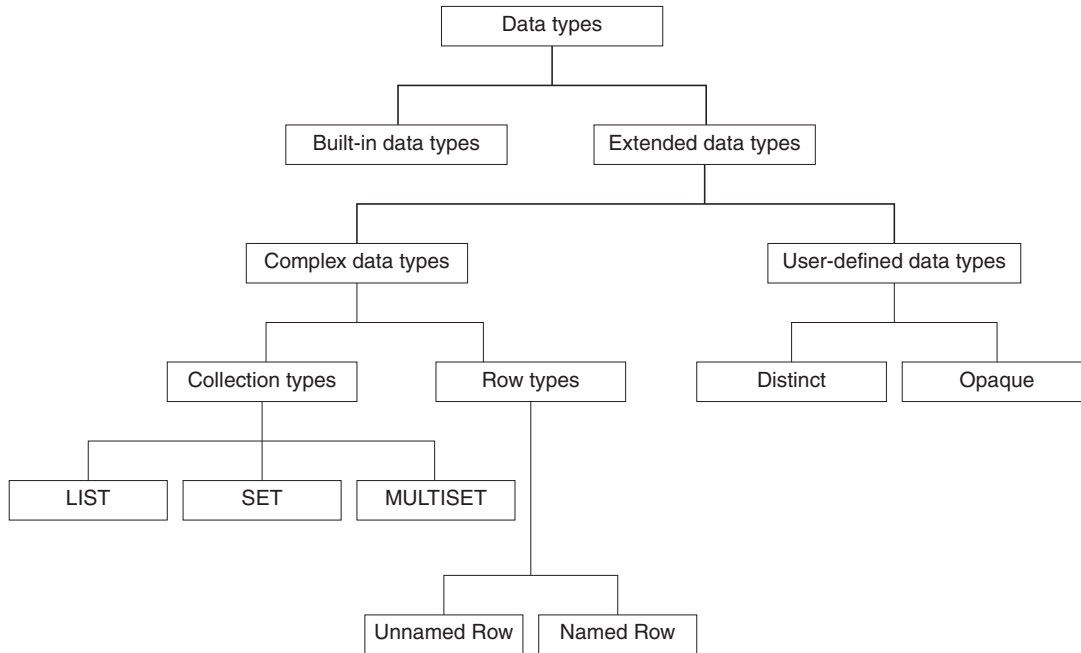 Data types
Built-in data types
Extended data types
Complex data types
User-defined data types
Collection types
Row types
Distinct
Opaque
LIST
SET
MULTISET
Unnamed Row
Named Row